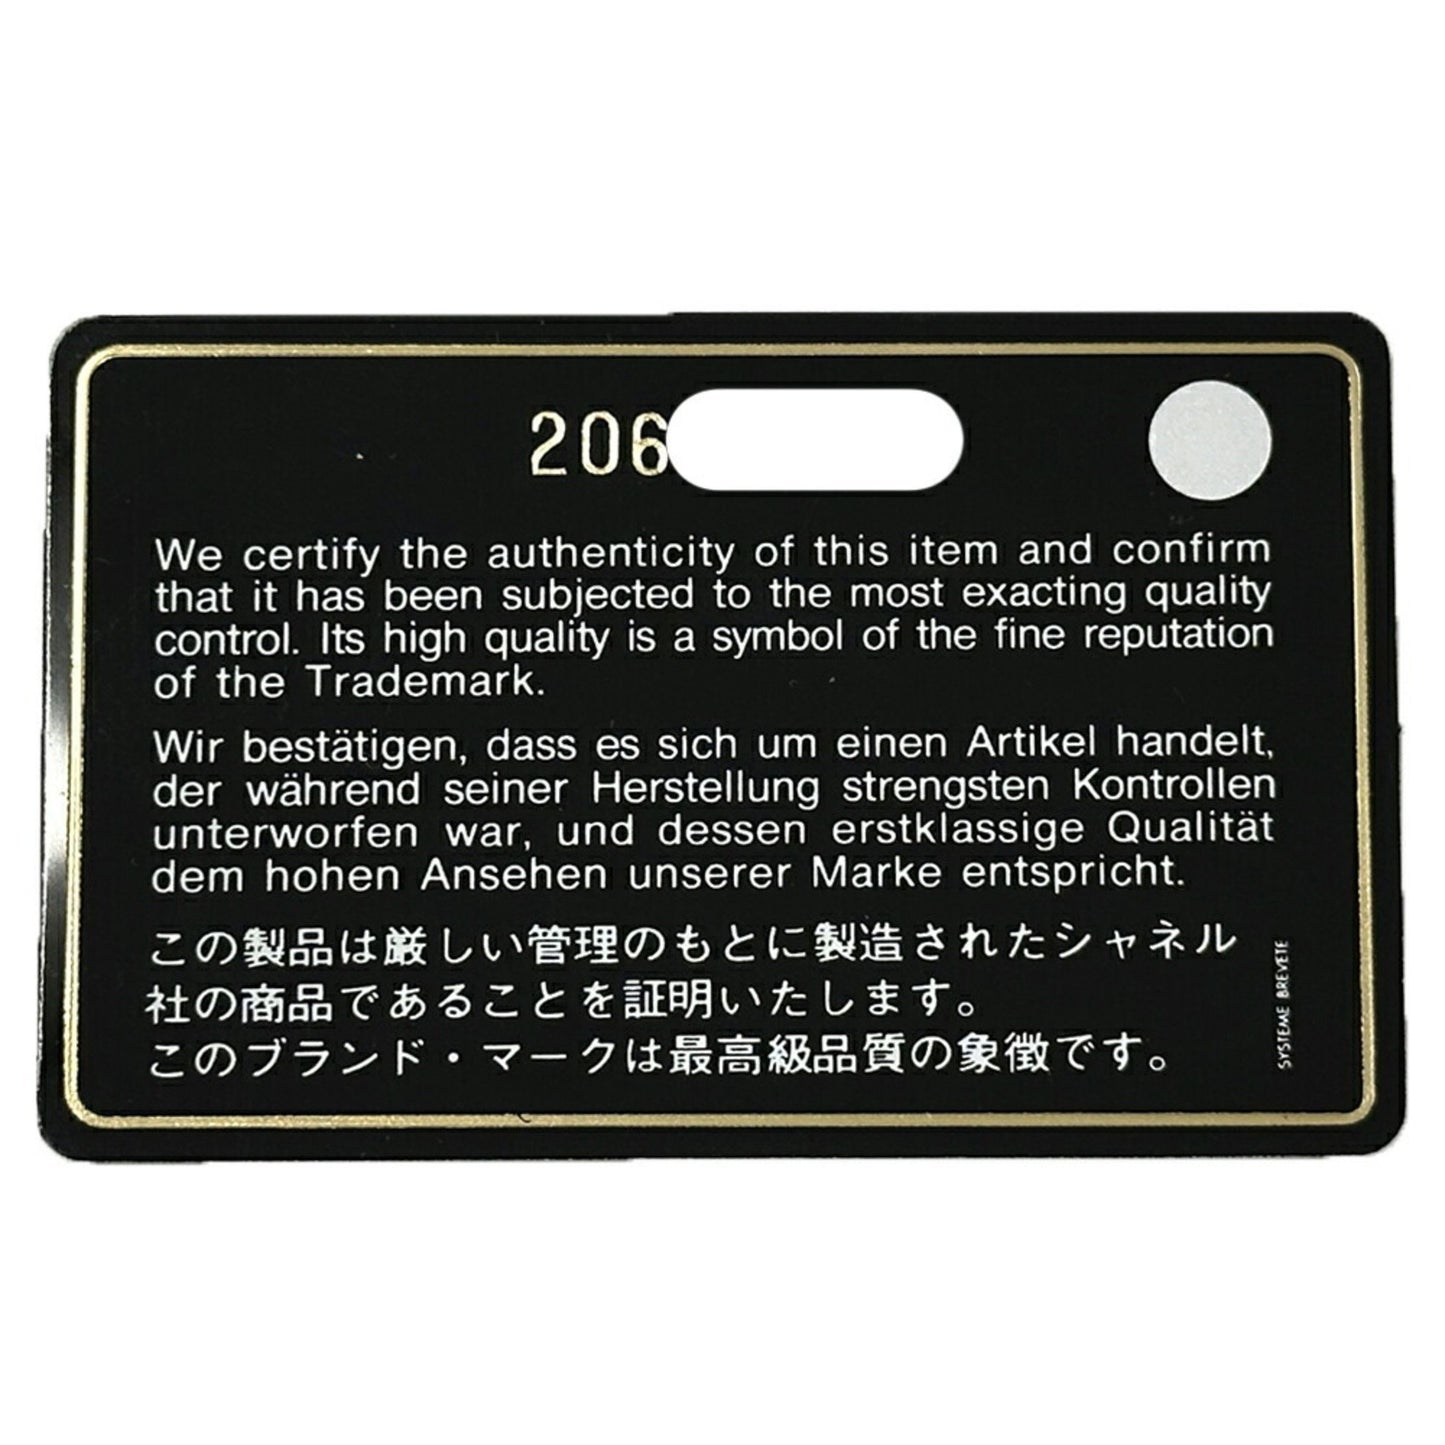 206
We certify the authenticity of this item and confirm
that it has been subjected to the most exacting quality
control. Its high quality is a symbol of the fine reputation
of the Trademark.
Wir bestätigen, dass es sich um einen Artikel handelt,
der während seiner Herstellung strengsten Kontrollen
unterworfen war, und dessen erstklassige Qualität
dem hohen Ansehen unserer Marke entspricht.
この製品は厳しい管理のもとに製造されたシャネル
社の商品であることを証明いたします。
このブランド・マークは最高級品質の象徴です。
SYSTEME BREVETE